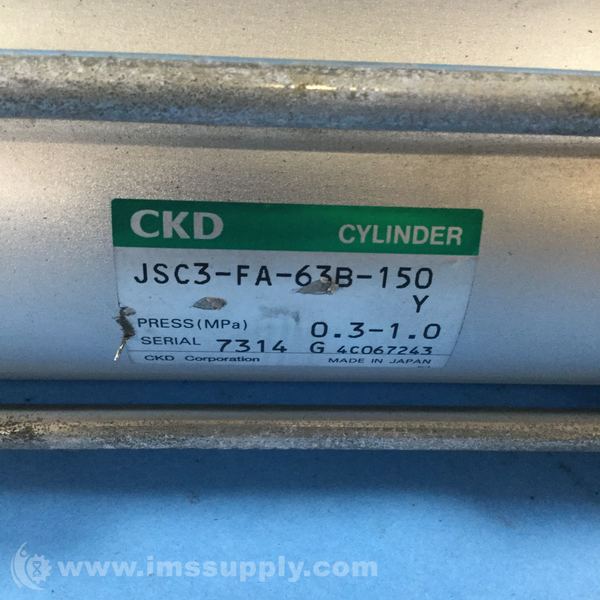 CKD CYLINDER
JSC3-FA-63B-150
Y
PRESS(MPa) 0.3-1.0
SERIAL 7314 G 4C067243
CKD Corporation MADE IN JAPAN
www.imssupply.com